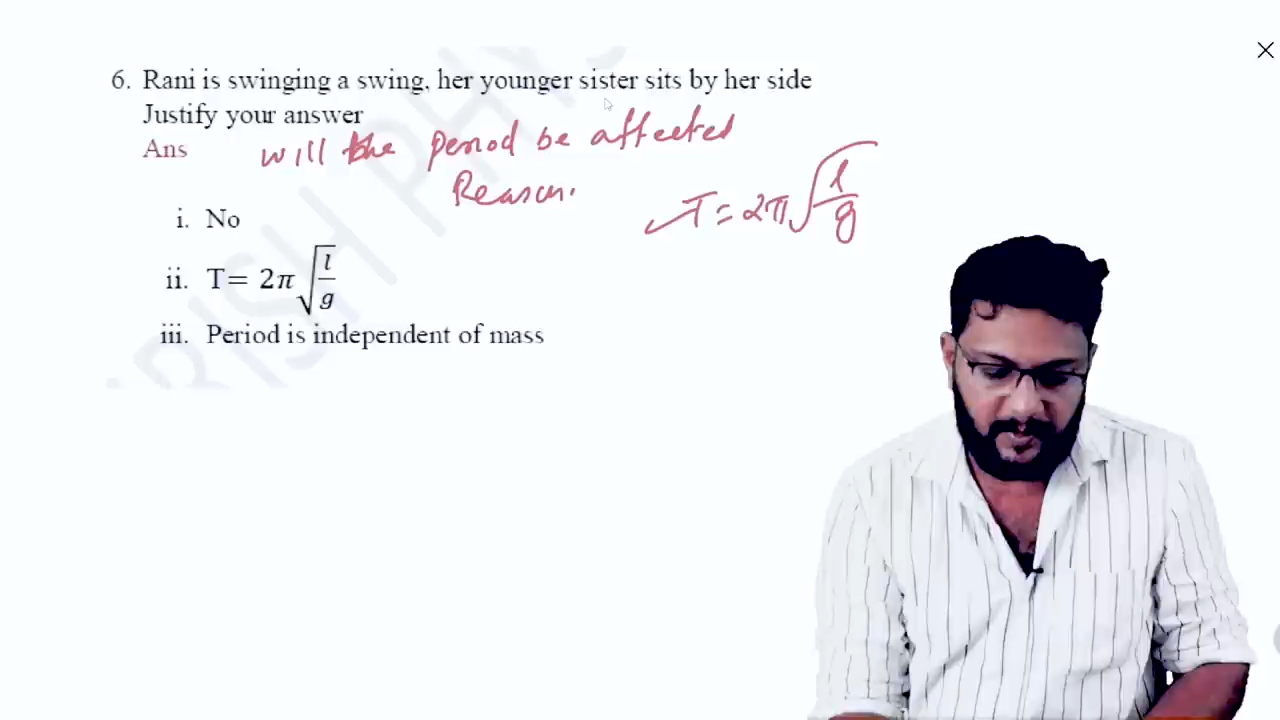 6. Rani is swinging a swing, her younger sister sits by her side
Justify your answer
Ans will the period be affected
Reason.
T = 2π√(l/g)
i. No
ii. T= 2π√(l/g)
iii. Period is independent of mass